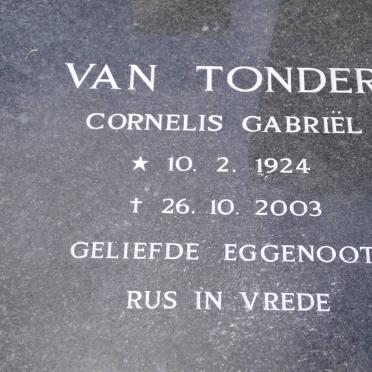 VAN TONDER
CORNELIS GABRIËL
★ 10. 2. 1924
† 26. 10. 2003
GELIEFDE EGGENOOT
RUS IN VREDE